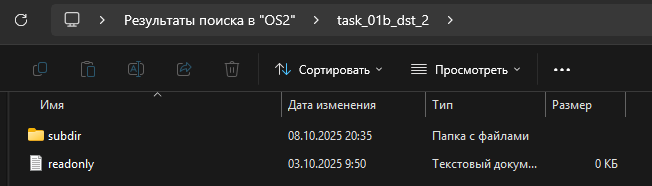 Результаты поиска в "OS2" > task_01b_dst_2 >
Сортировать Просмотреть ...
Имя Дата изменения Тип Размер
subdir 08.10.2025 20:35 Папка с файлами
readonly 03.10.2025 9:50 Текстовый докум... 0 КБ